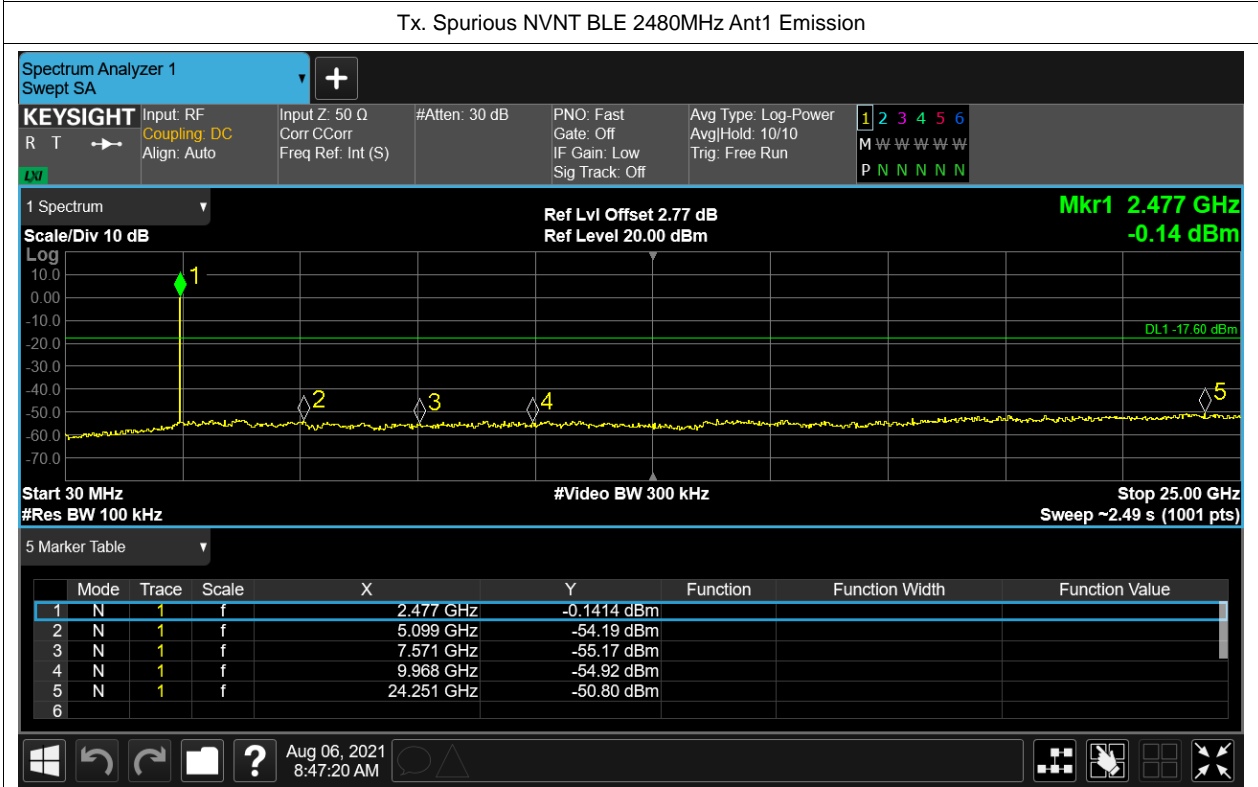 Tx. Spurious NVNT BLE 2480MHz Ant1 Emission
Spectrum Analyzer 1
Swept SA
KEYSIGHT
R T
LXI
Input: RF
Coupling: DC
Align: Auto
Input Z: 50 Ω
Corr CCorr
Freq Ref: Int (S)
#Atten: 30 dB
PNO: Fast
Gate: Off
IF Gain: Low
Sig Track: Off
Avg Type: Log-Power
Avg|Hold: 10/10
Trig: Free Run
1 2 3 4 5 6
M W W W W W
P N N N N N
1 Spectrum
Scale/Div 10 dB
Ref Lvl Offset 2.77 dB
Ref Level 20.00 dBm
Mkr1 2.477 GHz
-0.14 dBm
Log
10.0
0.00
-10.0
-20.0
-30.0
-40.0
-50.0
-60.0
-70.0
1
2
3
4
5
DL1 -17.60 dBm
Start 30 MHz
#Video BW 300 kHz
Stop 25.00 GHz
#Res BW 100 kHz
Sweep ~2.49 s (1001 pts)
5 Marker Table
Mode Trace Scale X Y Function Function Width Function Value
1 N 1 f 2.477 GHz -0.1414 dBm
2 N 1 f 5.099 GHz -54.19 dBm
3 N 1 f 7.571 GHz -55.17 dBm
4 N 1 f 9.968 GHz -54.92 dBm
5 N 1 f 24.251 GHz -50.80 dBm
6
?
Aug 06, 2021
8:47:20 AM